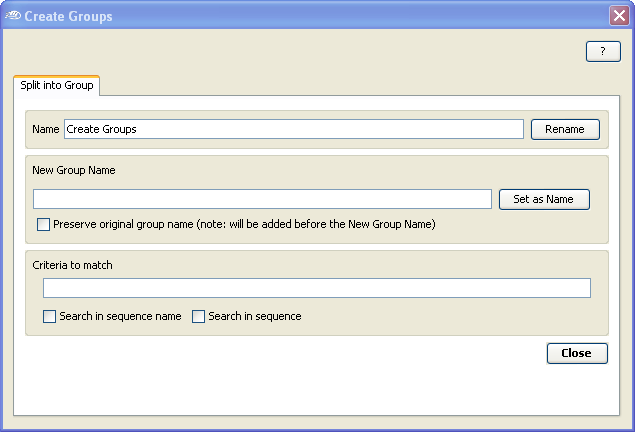 Create Groups
?
Split into Group
Name Create Groups Rename
New Group Name
Set as Name
Preserve original group name (note: will be added before the New Group Name)
Criteria to match
Search in sequence name Search in sequence
Close